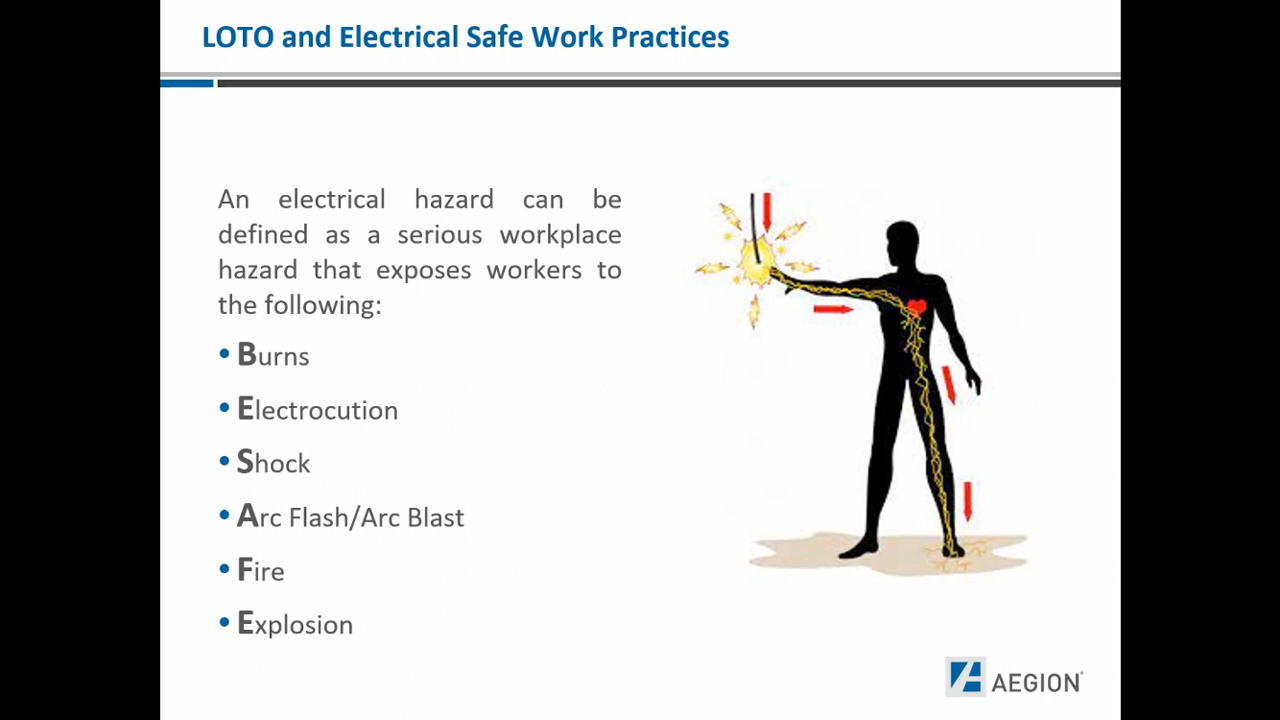 LOTO and Electrical Safe Work Practices
An electrical hazard can be
defined as a serious workplace
hazard that exposes workers to
the following:
• Burns
• Electrocution
• Shock
• Arc Flash/Arc Blast
• Fire
• Explosion
AEGION